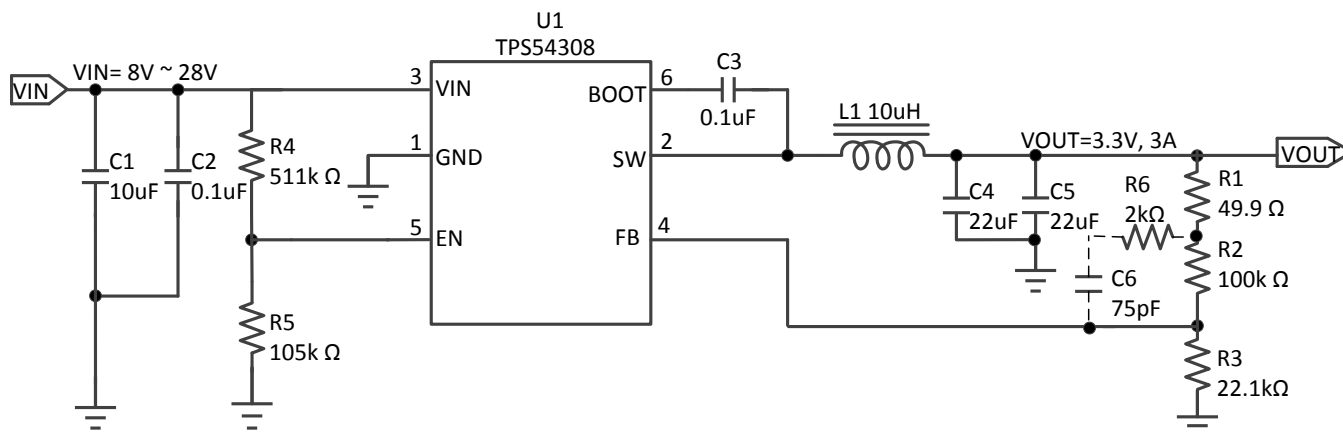 U1
TPS54308
VIN
VIN= 8V ~ 28V
C1
10uF
C2
0.1uF
R4
511k Ω
R5
105k Ω
3
VIN
1
GND
5
EN
BOOT
6
SW
2
FB
4
C3
0.1uF
L1 10uH
VOUT=3.3V, 3A
VOUT
C4
22uF
C5
22uF
R6
2kΩ
C6
75pF
R1
49.9 Ω
R2
100k Ω
R3
22.1kΩ